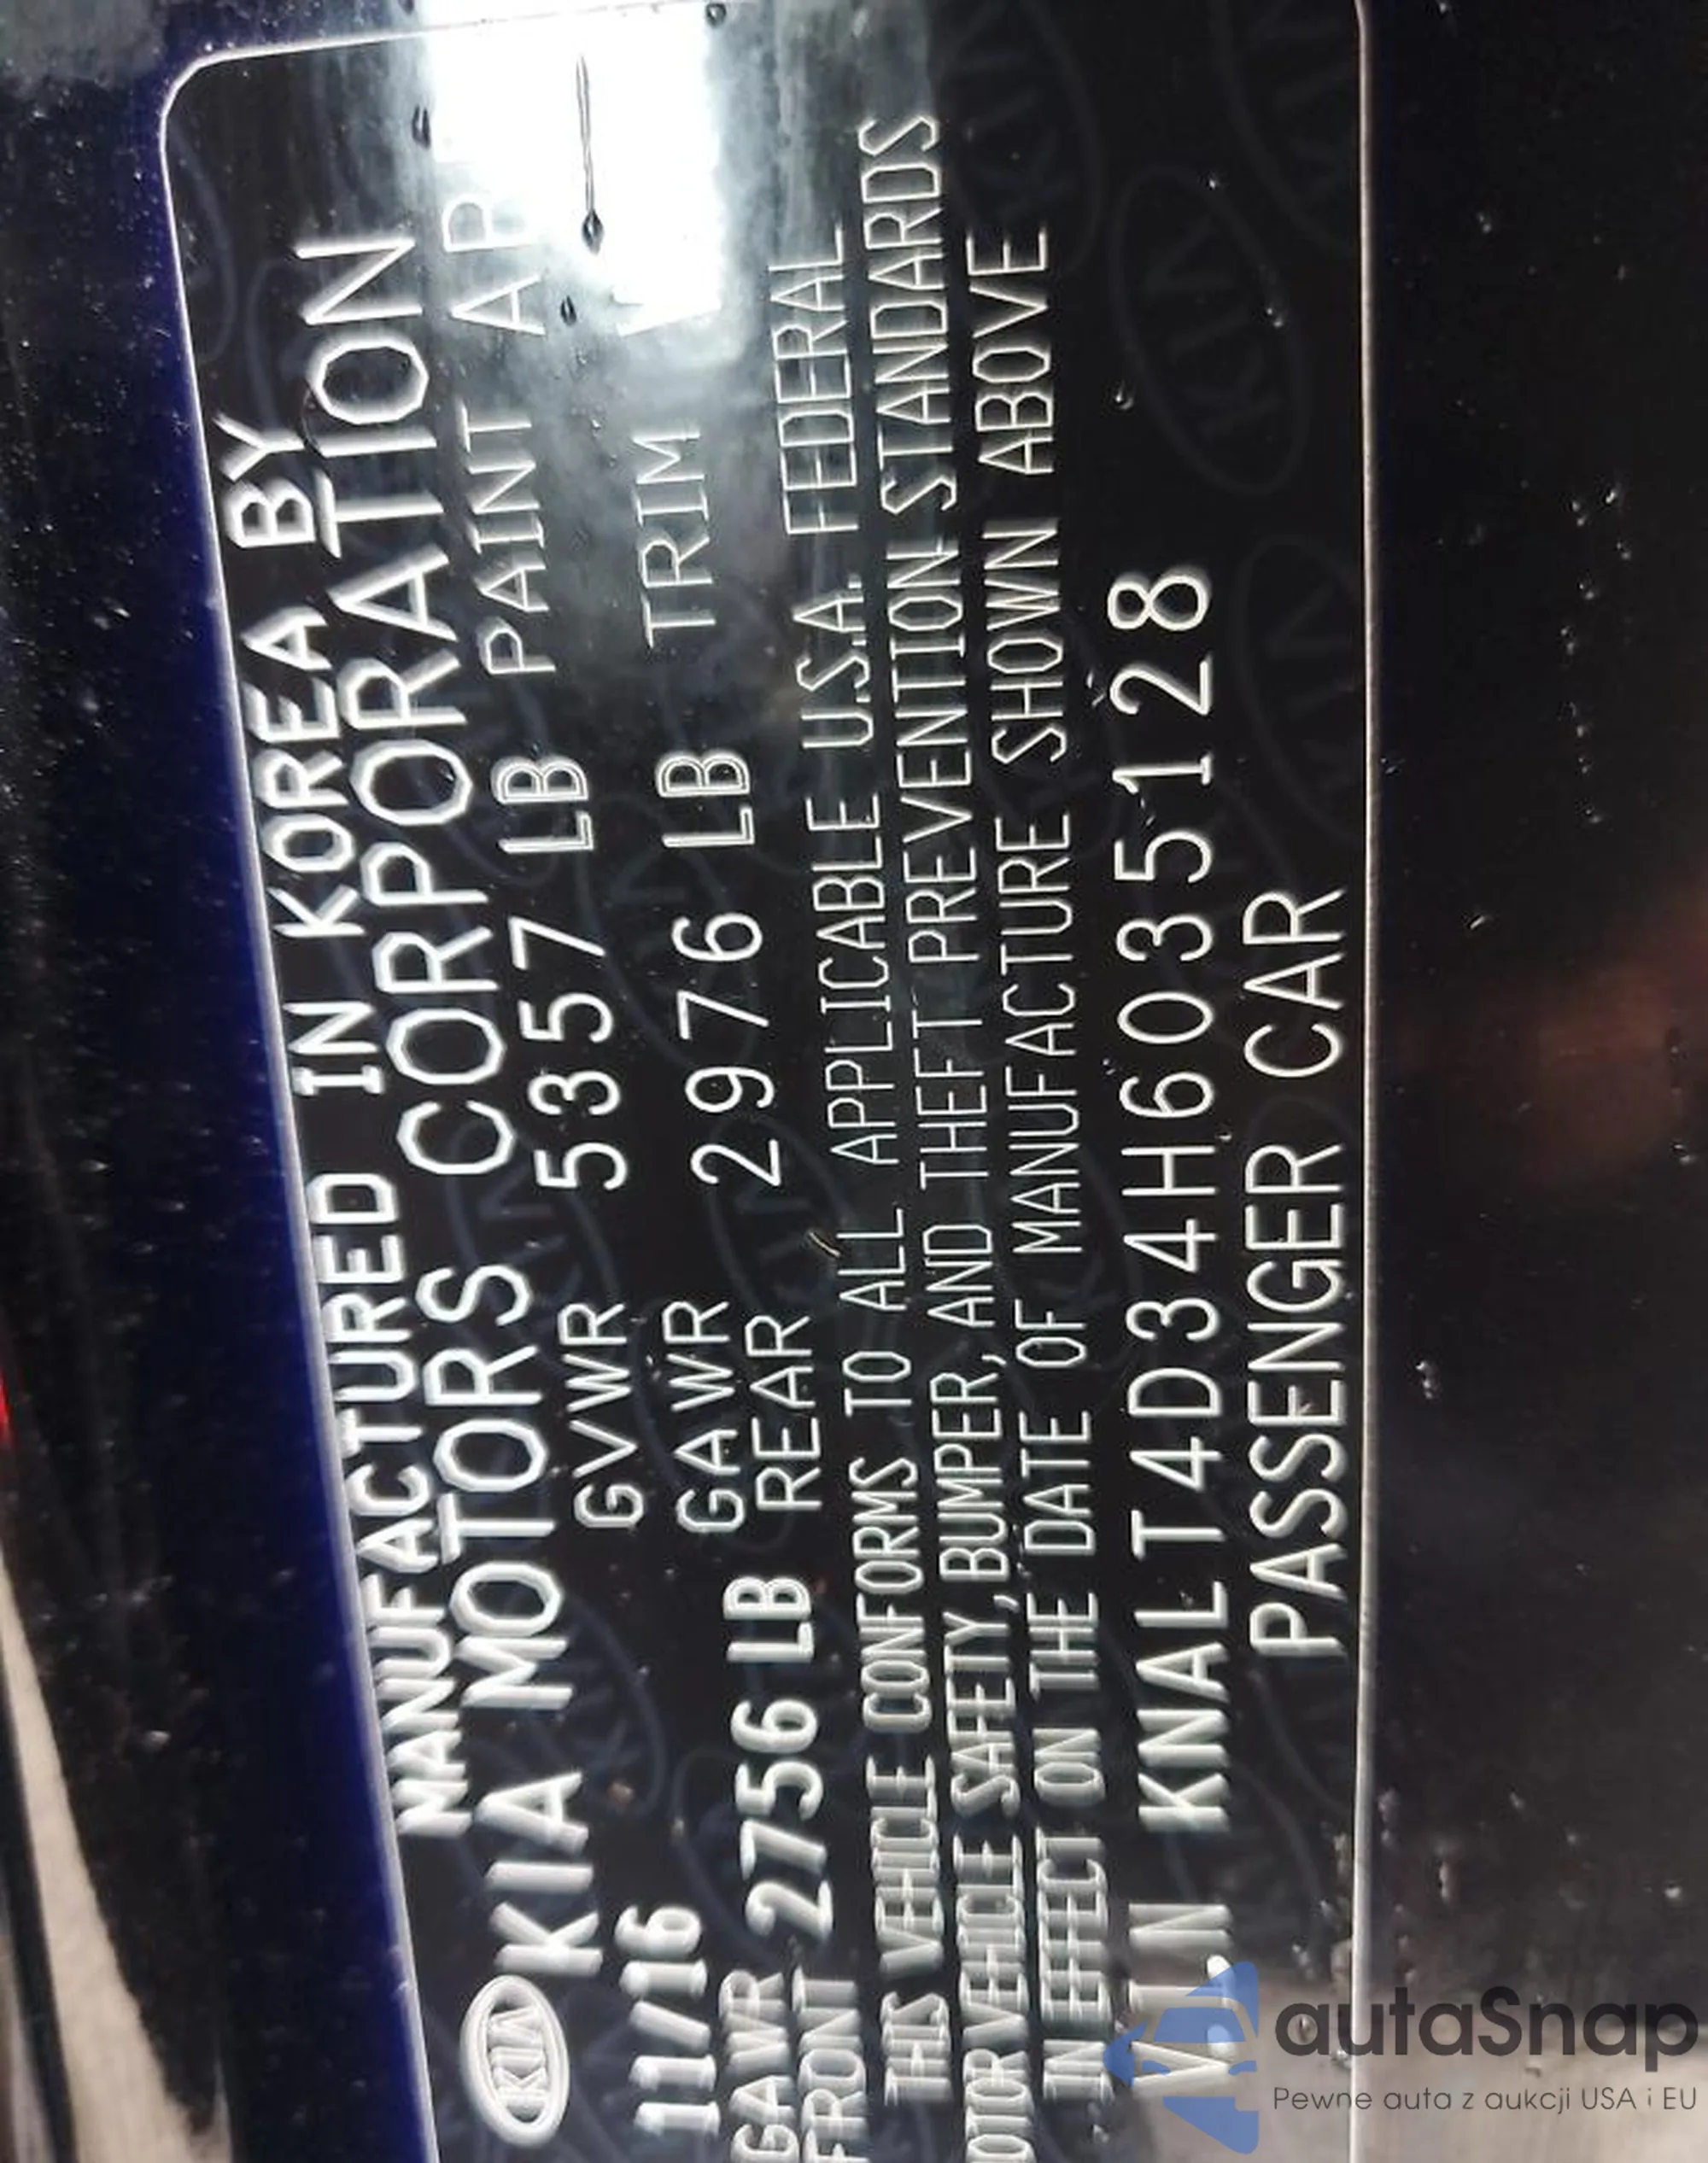 MANUFACTURED IN KOREA BY
KIA KIA MOTORS CORPORATION
11/16 GVWR 5357 LB PAINT
GAWR FRONT 2756 LB GAWR REAR 2976 LB TRIM
THIS VEHICLE CONFORMS TO ALL APPLICABLE U.S.A. FEDERAL
OTOR VEHICLE SAFETY, BUMPER, AND THEFT PREVENTION STANDARDS
IN EFFECT ON THE DATE OF MANUFACTURE SHOWN ABOVE
V.I.N. KNALT4D34H6035128
PASSENGER CAR
autaSnap
Pewne auta z aukcji USA i EU